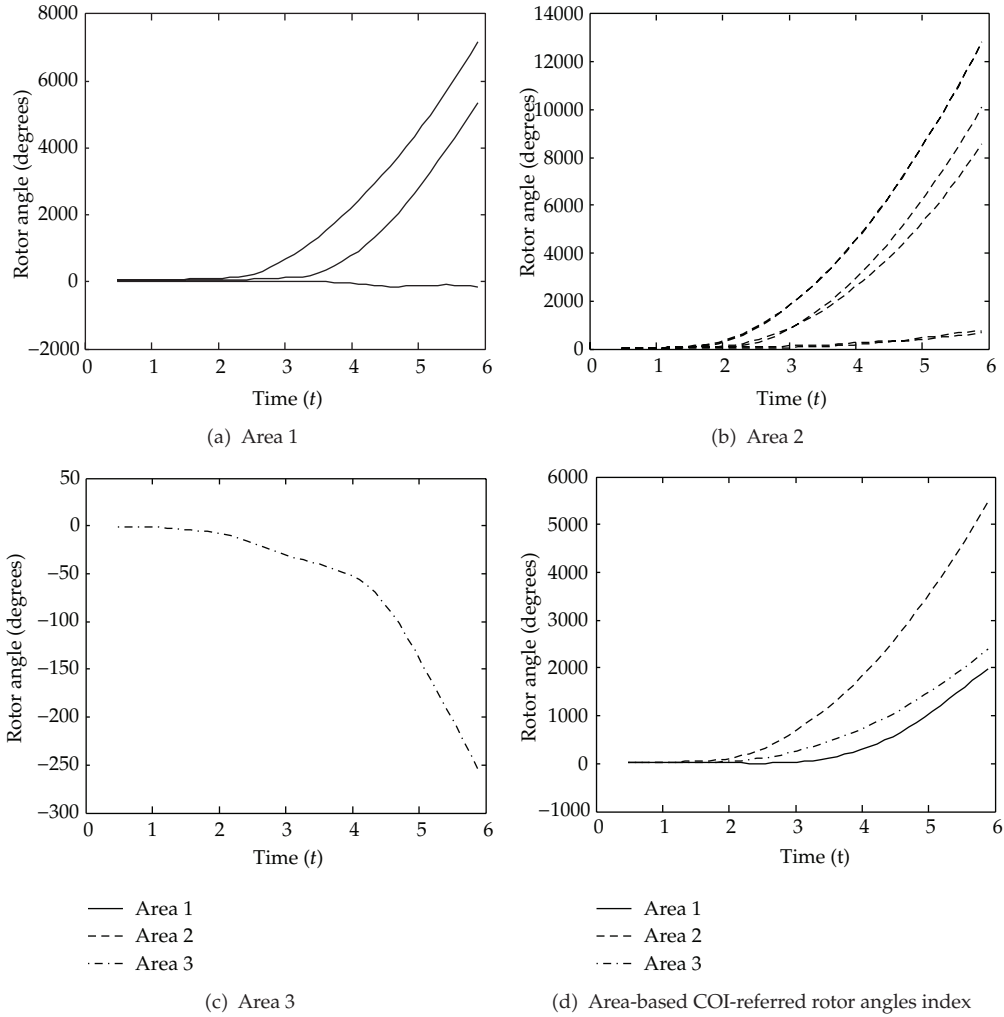 8000
6000
4000
2000
0
−2000
Rotor angle (degrees)
0 1 2 3 4 5 6
Time (t)
(a) Area 1
14000
12000
10000
8000
6000
4000
2000
0
Rotor angle (degrees)
0 1 2 3 4 5 6
Time (t)
(b) Area 2
50
0
−50
−100
−150
−200
−250
−300
Rotor angle (degrees)
0 1 2 3 4 5 6
Time (t)
Area 1
Area 2
Area 3
(c) Area 3
6000
5000
4000
3000
2000
1000
0
−1000
Rotor angle (degrees)
0 1 2 3 4 5 6
Time (t)
Area 1
Area 2
Area 3
(d) Area-based COI-referred rotor angles index